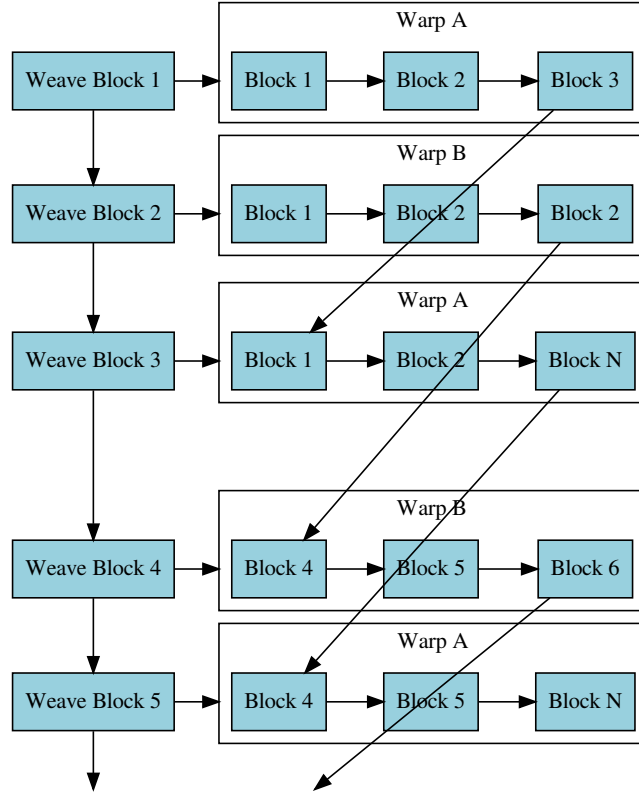 Warp A
Weave Block 1
Block 1
Block 2
Block 3
Warp B
Weave Block 2
Block 1
Block 2
Block 2
Warp A
Weave Block 3
Block 1
Block 2
Block N
Warp B
Weave Block 4
Block 4
Block 5
Block 6
Warp A
Weave Block 5
Block 4
Block 5
Block N